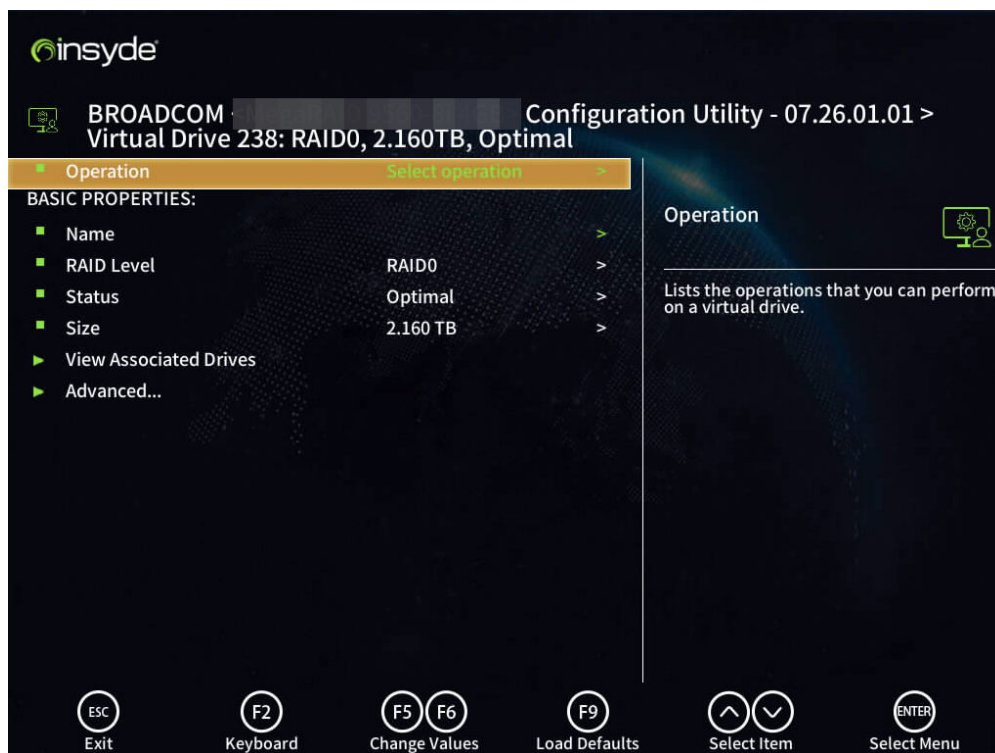 insyde
BROADCOM Configuration Utility - 07.26.01.01 >
Virtual Drive 238: RAID0, 2.160TB, Optimal
Operation Select operation >
BASIC PROPERTIES:
Name >
RAID Level RAID0 >
Status Optimal >
Size 2.160 TB >
View Associated Drives
Advanced...
Operation
Lists the operations that you can perform
on a virtual drive.
ESC F2 F5 F6 F9 ENTER
Exit Keyboard Change Values Load Defaults Select Item Select Menu